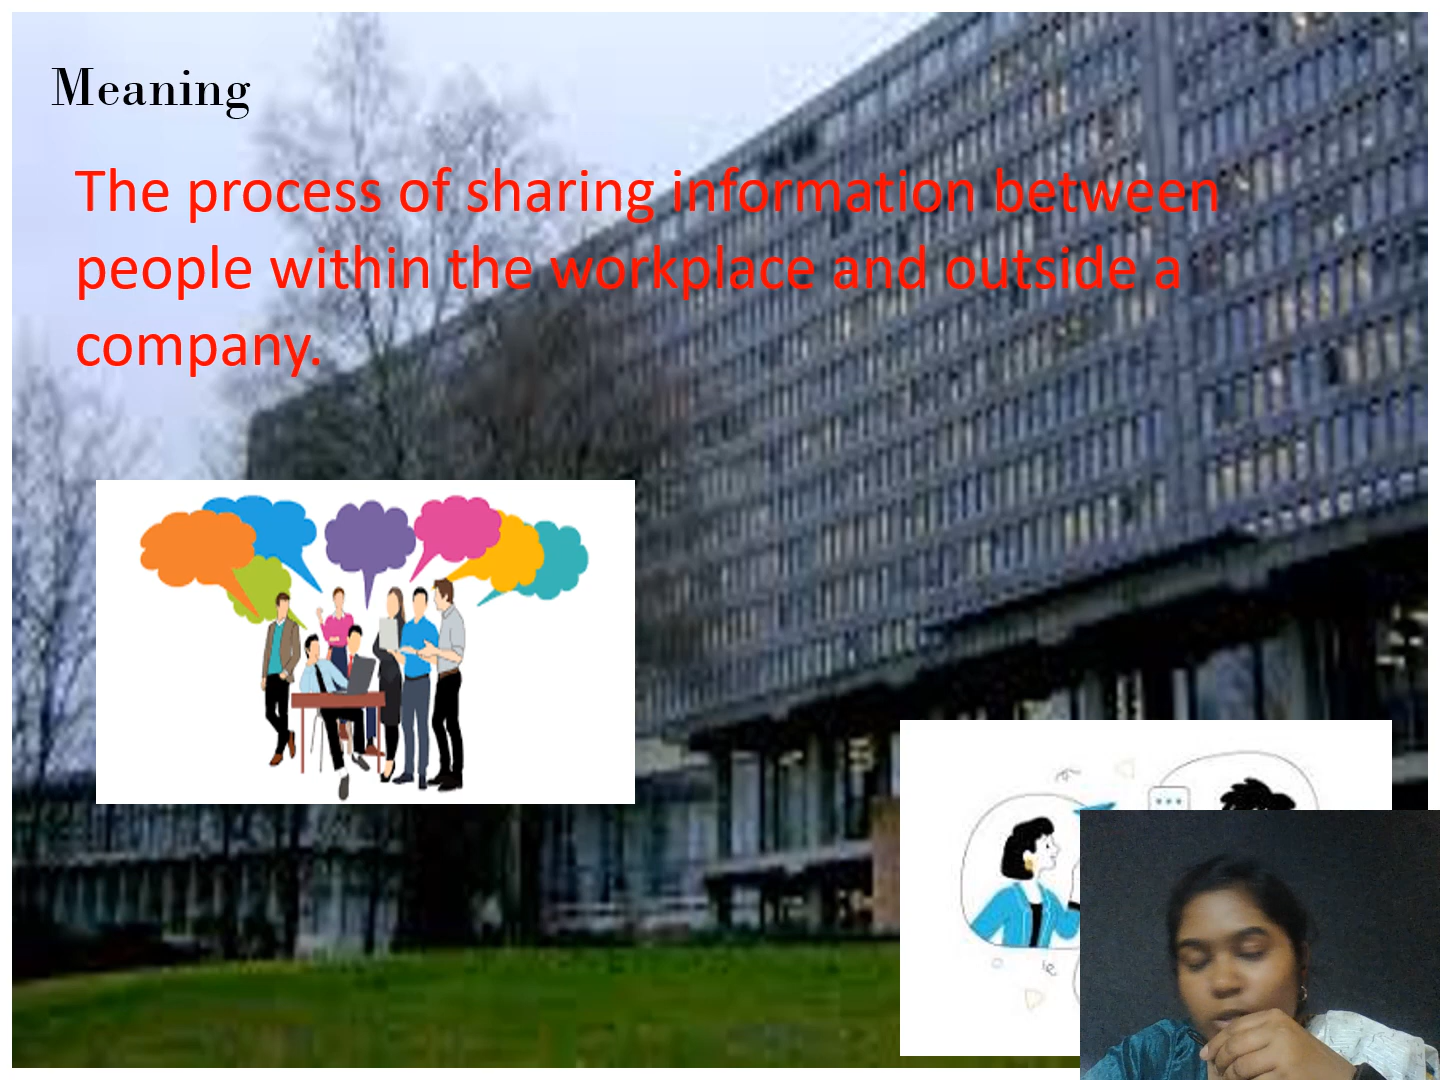 Meaning
The process of sharing information between
people within the workplace and outside a
company.